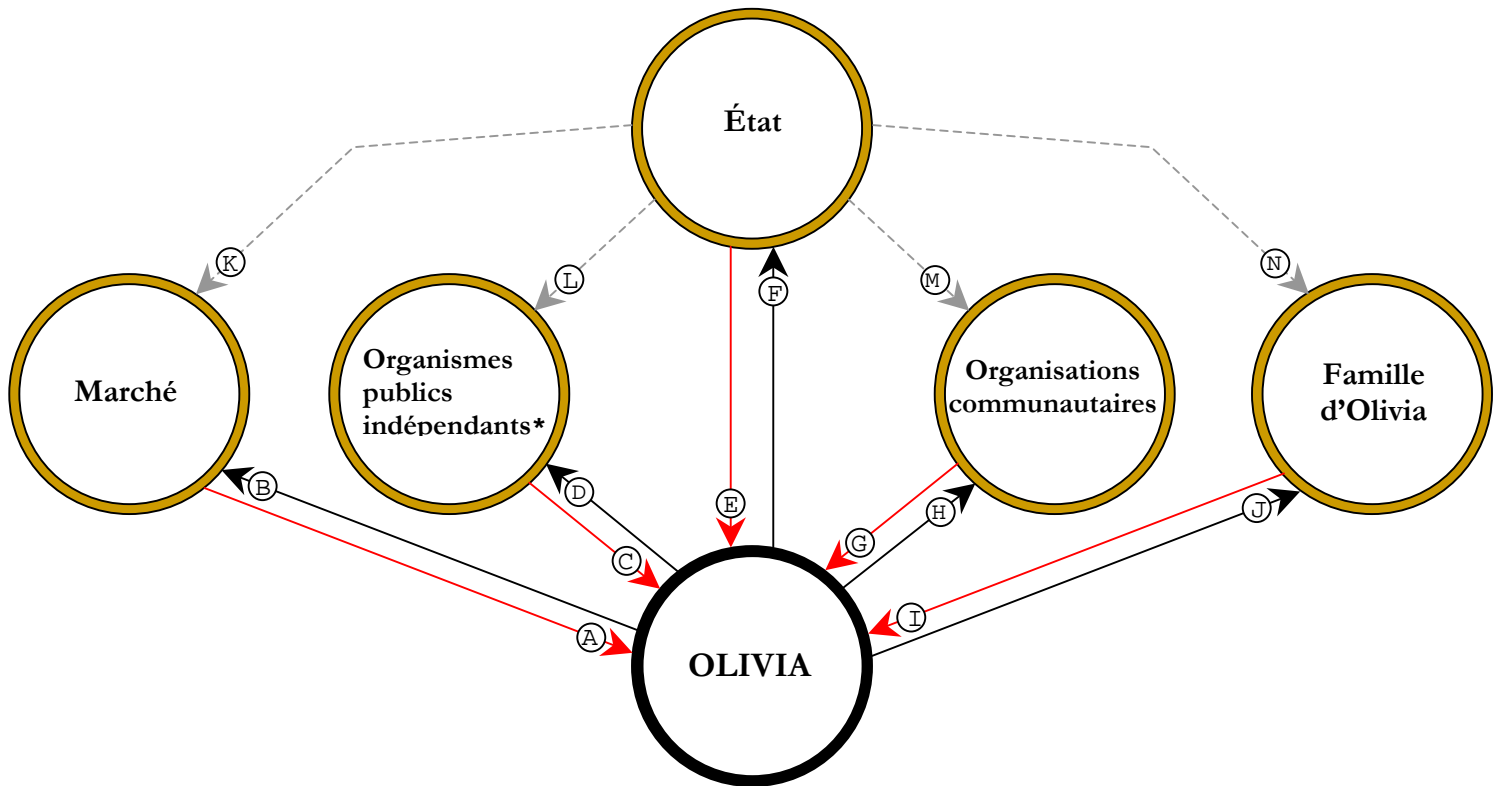 État
K
L
M
N
F
Marché
Organismes
publics
indépendants*
Organisations
communautaires
Famille
d'Olivia
B
D
E
H
J
G
C
I
A
OLIVIA